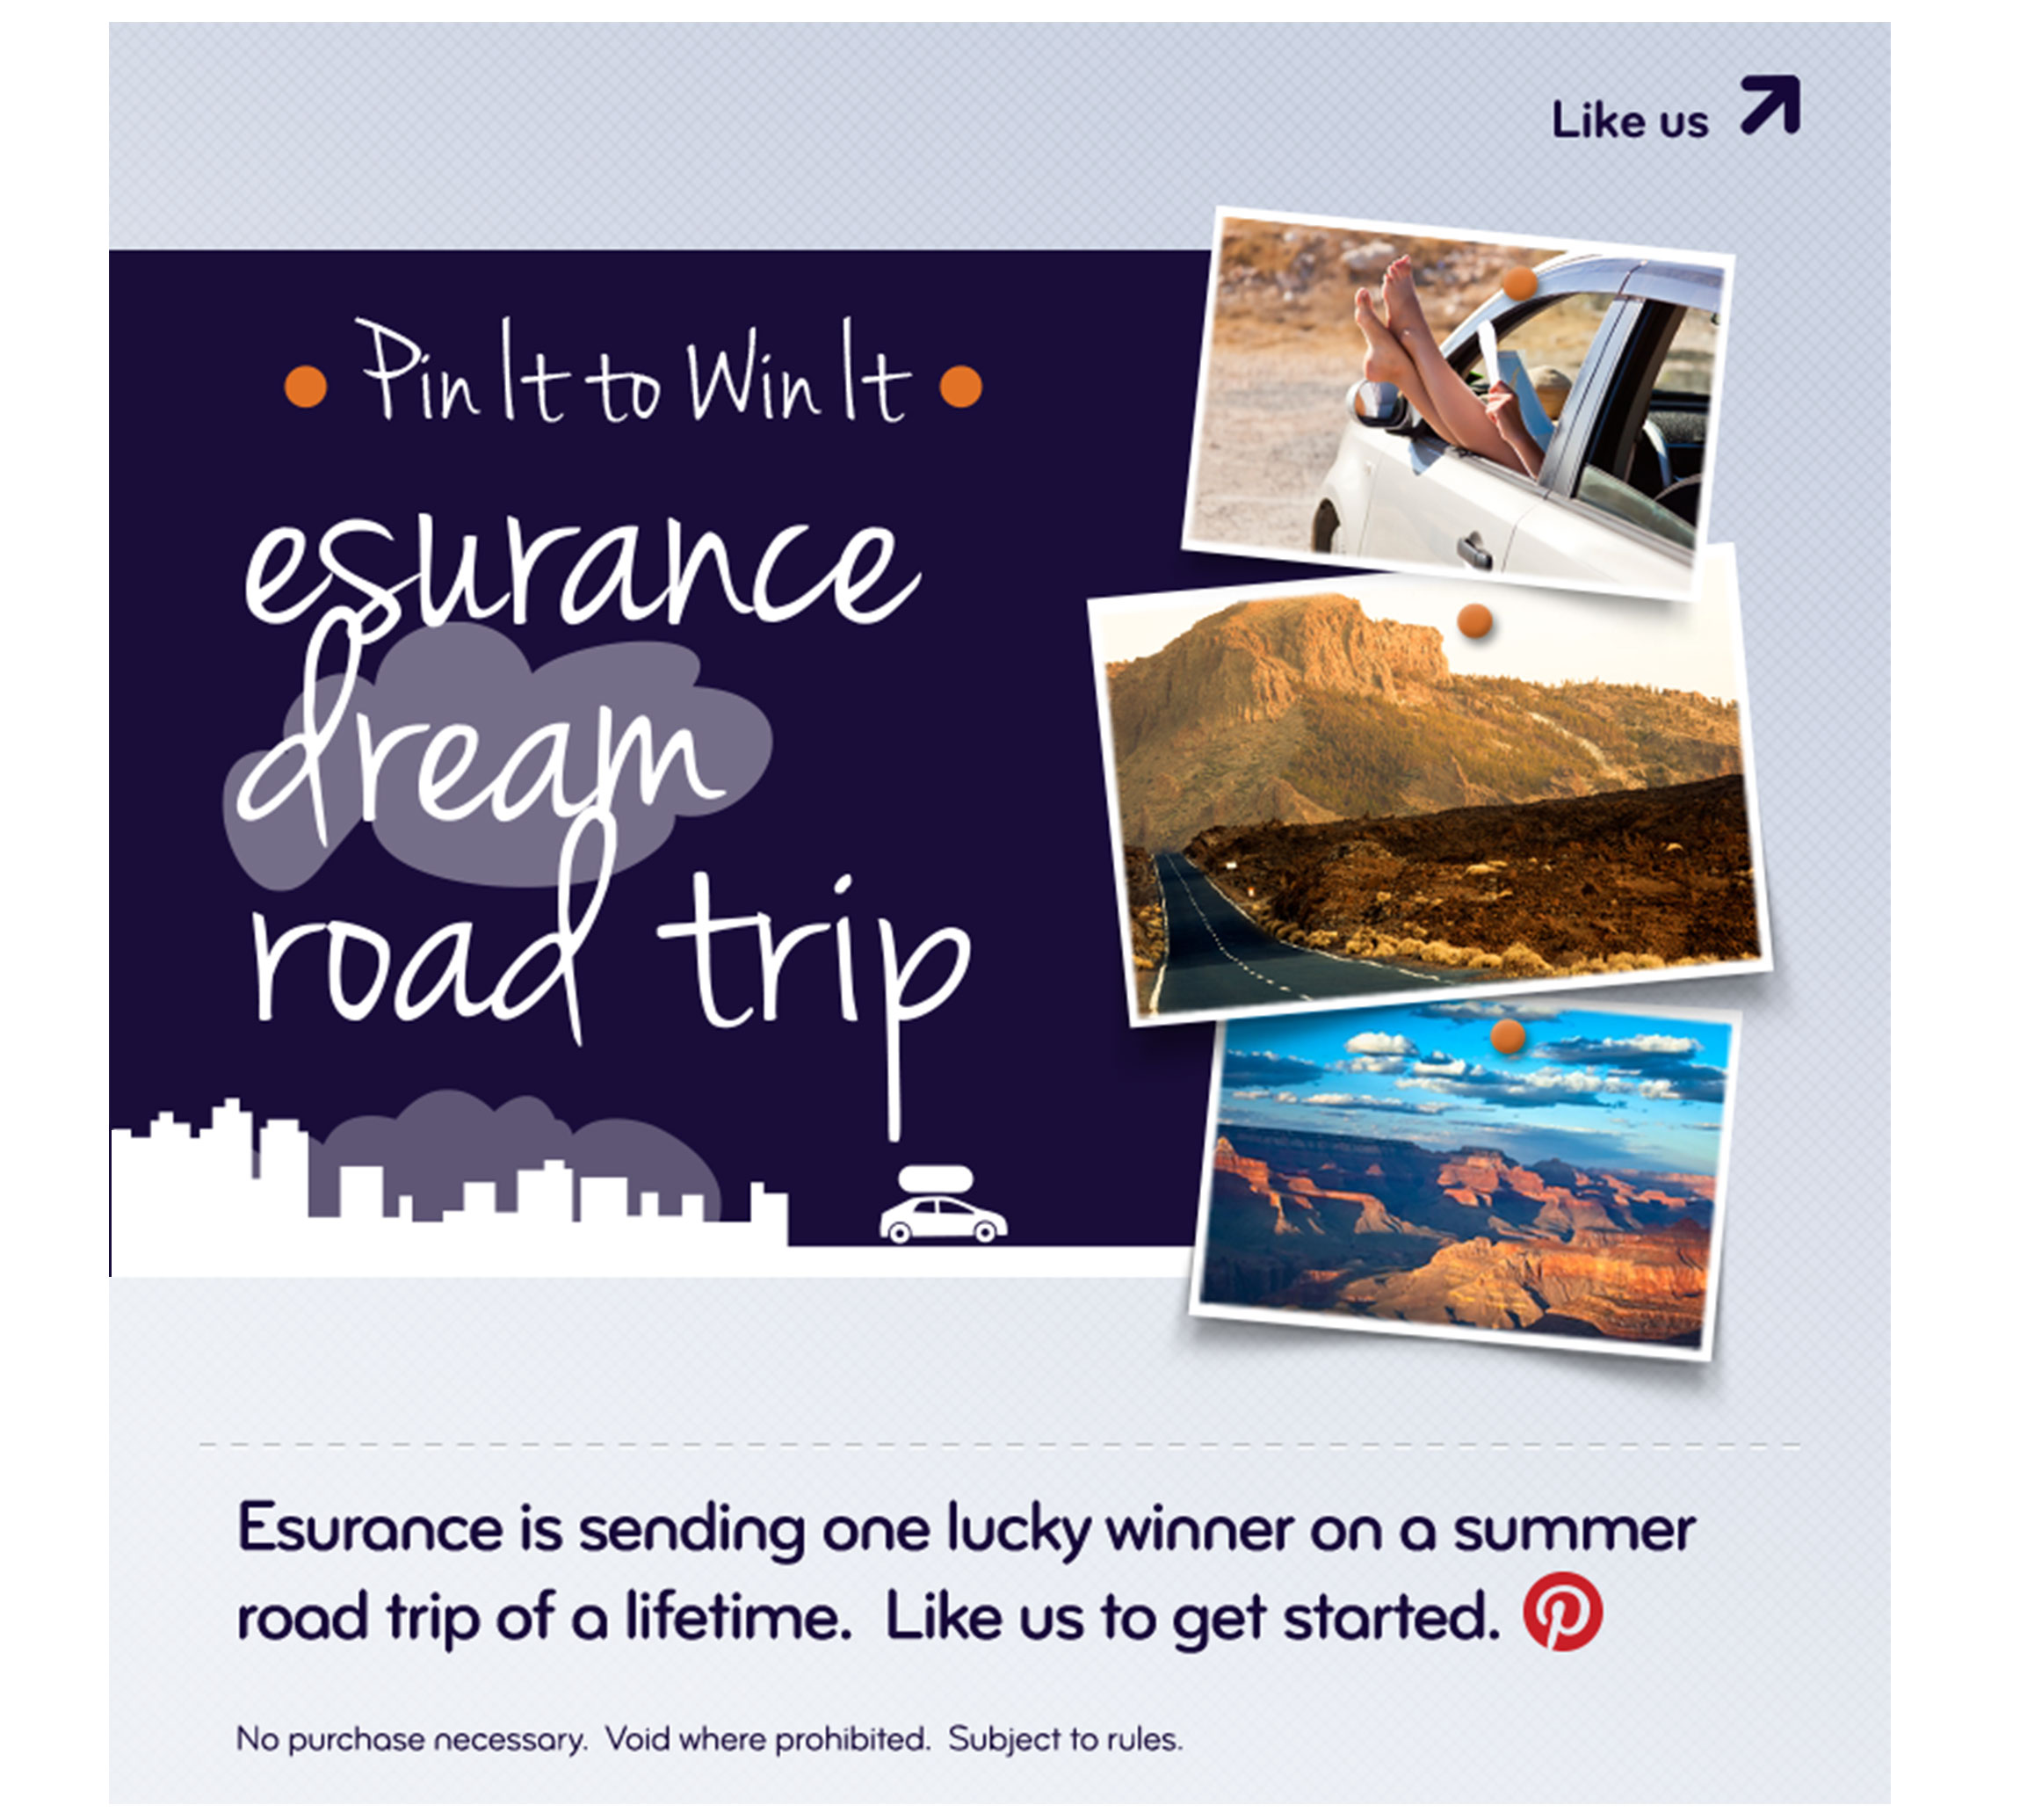 Like us
Pin It to Win It
esurance
dream
road trip
Esurance is sending one lucky winner on a summer
road trip of a lifetime.  Like us to get started.
No purchase necessary.  Void where prohibited.  Subject to rules.